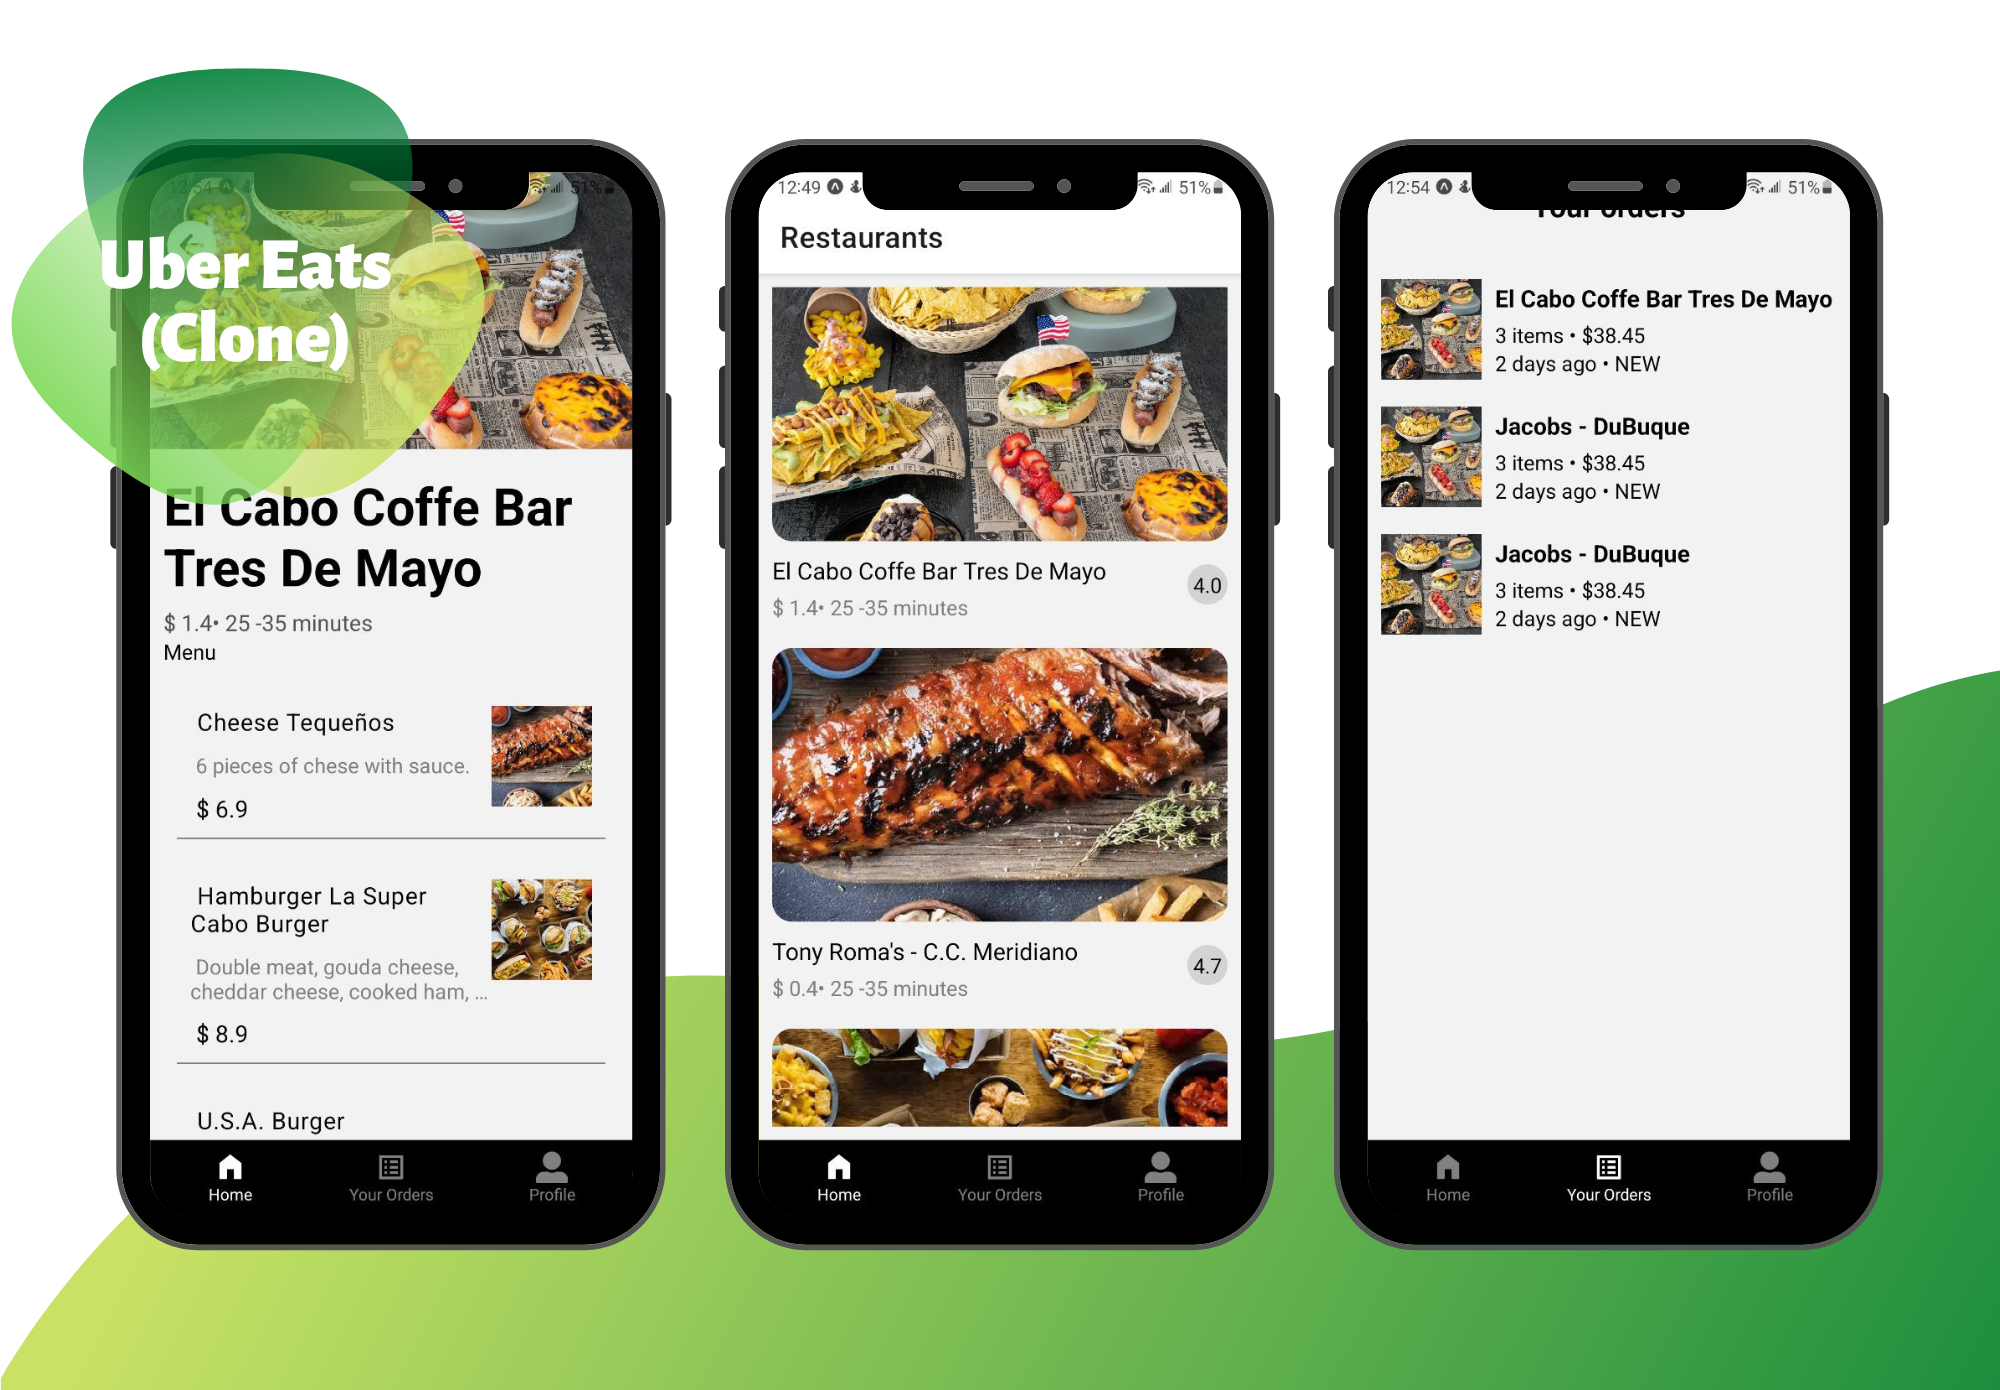 Uber Eats
(Clone)
12:54
51%
El Cabo Coffe Bar
Tres De Mayo
$ 1.4• 25 -35 minutes
Menu
Cheese Tequeños
6 pieces of chese with sauce.
$ 6.9
Hamburger La Super
Cabo Burger
Double meat, gouda cheese,
cheddar cheese, cooked ham, ...
$ 8.9
U.S.A. Burger
Home
Your Orders
Profile
12:49
51%
Restaurants
El Cabo Coffe Bar Tres De Mayo
4.0
$ 1.4• 25 -35 minutes
Tony Roma's - C.C. Meridiano
4.7
$ 0.4• 25 -35 minutes
Home
Your Orders
Profile
12:54
51%
Your orders
El Cabo Coffe Bar Tres De Mayo
3 items • $38.45
2 days ago • NEW
Jacobs - DuBuque
3 items • $38.45
2 days ago • NEW
Jacobs - DuBuque
3 items • $38.45
2 days ago • NEW
Home
Your Orders
Profile